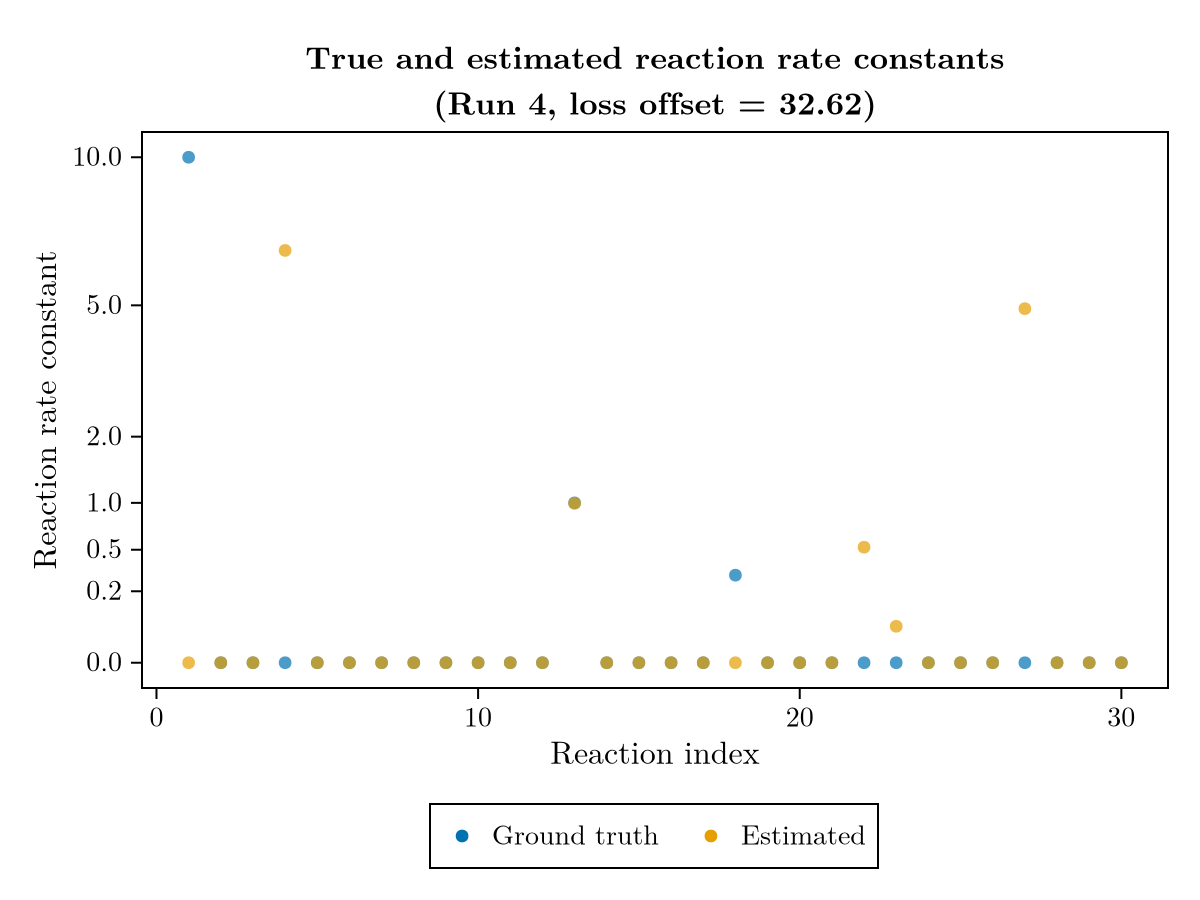 True and estimated reaction rate constants
(Run 4, loss offset = 32.62)
Reaction rate constant
10.0
5.0
2.0
1.0
0.5
0.2
0.0
0 10 20 30
Reaction index
Ground truth Estimated